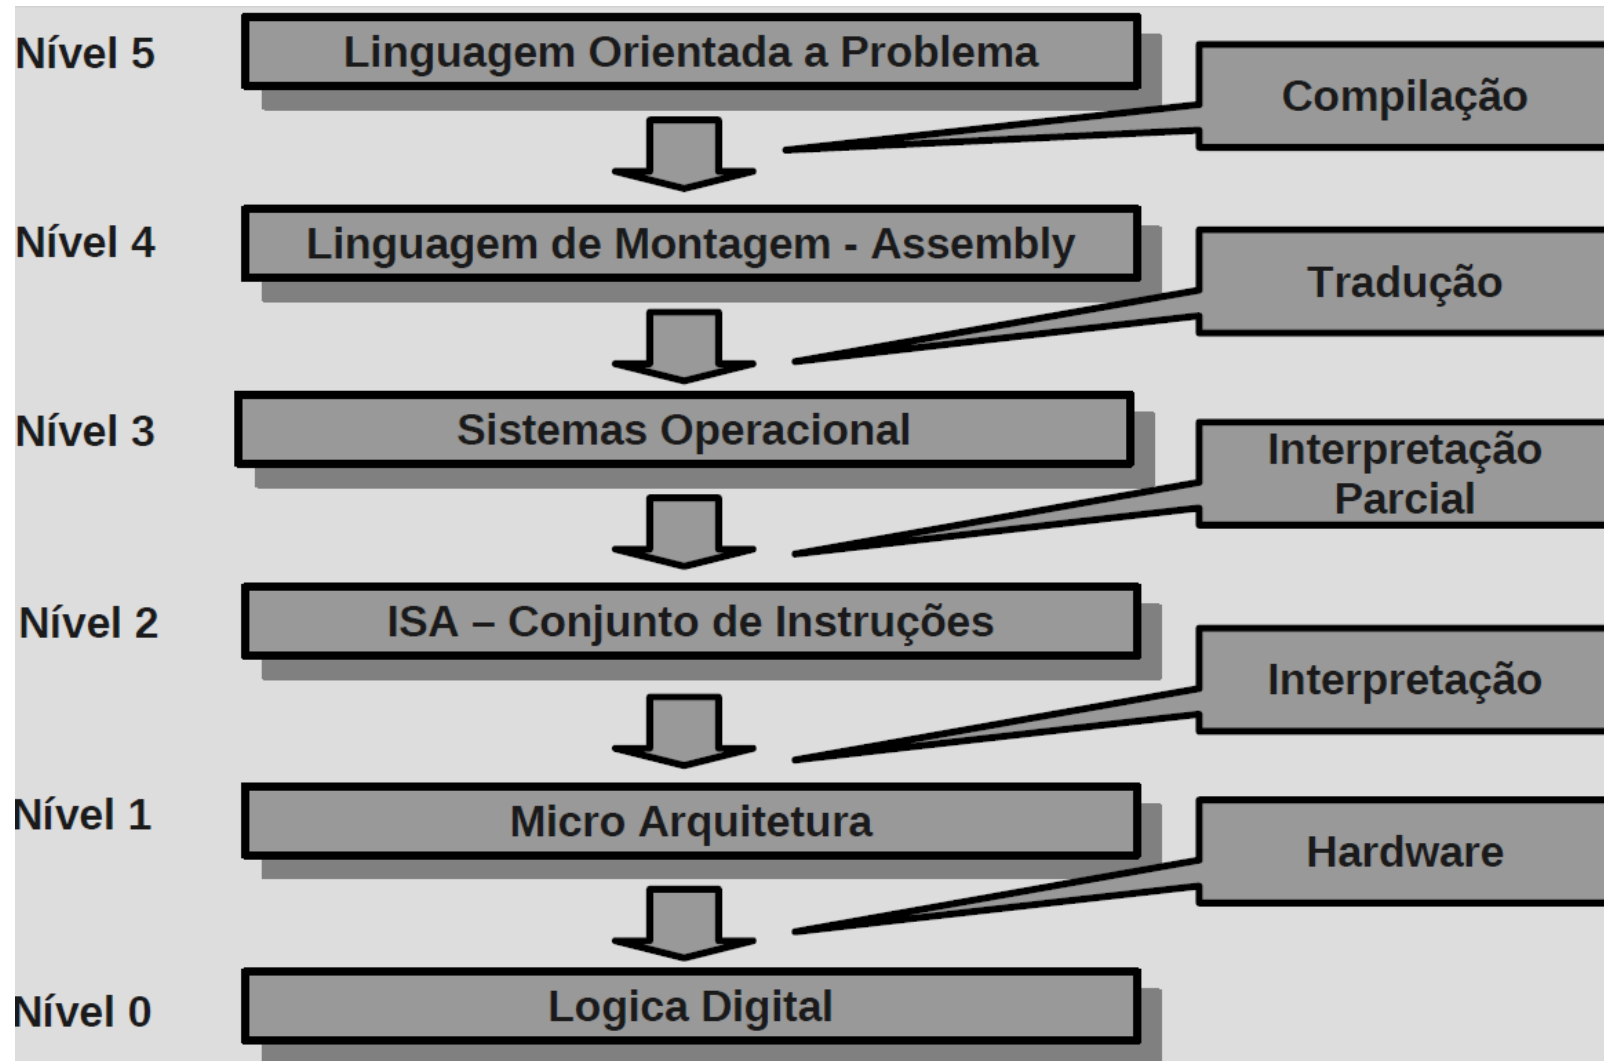 Nível 5
Linguagem Orientada a Problema
Compilação
Nível 4
Linguagem de Montagem - Assembly
Tradução
Nível 3
Sistemas Operacional
Interpretação
Parcial
Nível 2
ISA – Conjunto de Instruções
Interpretação
Nível 1
Micro Arquitetura
Hardware
Nível 0
Logica Digital